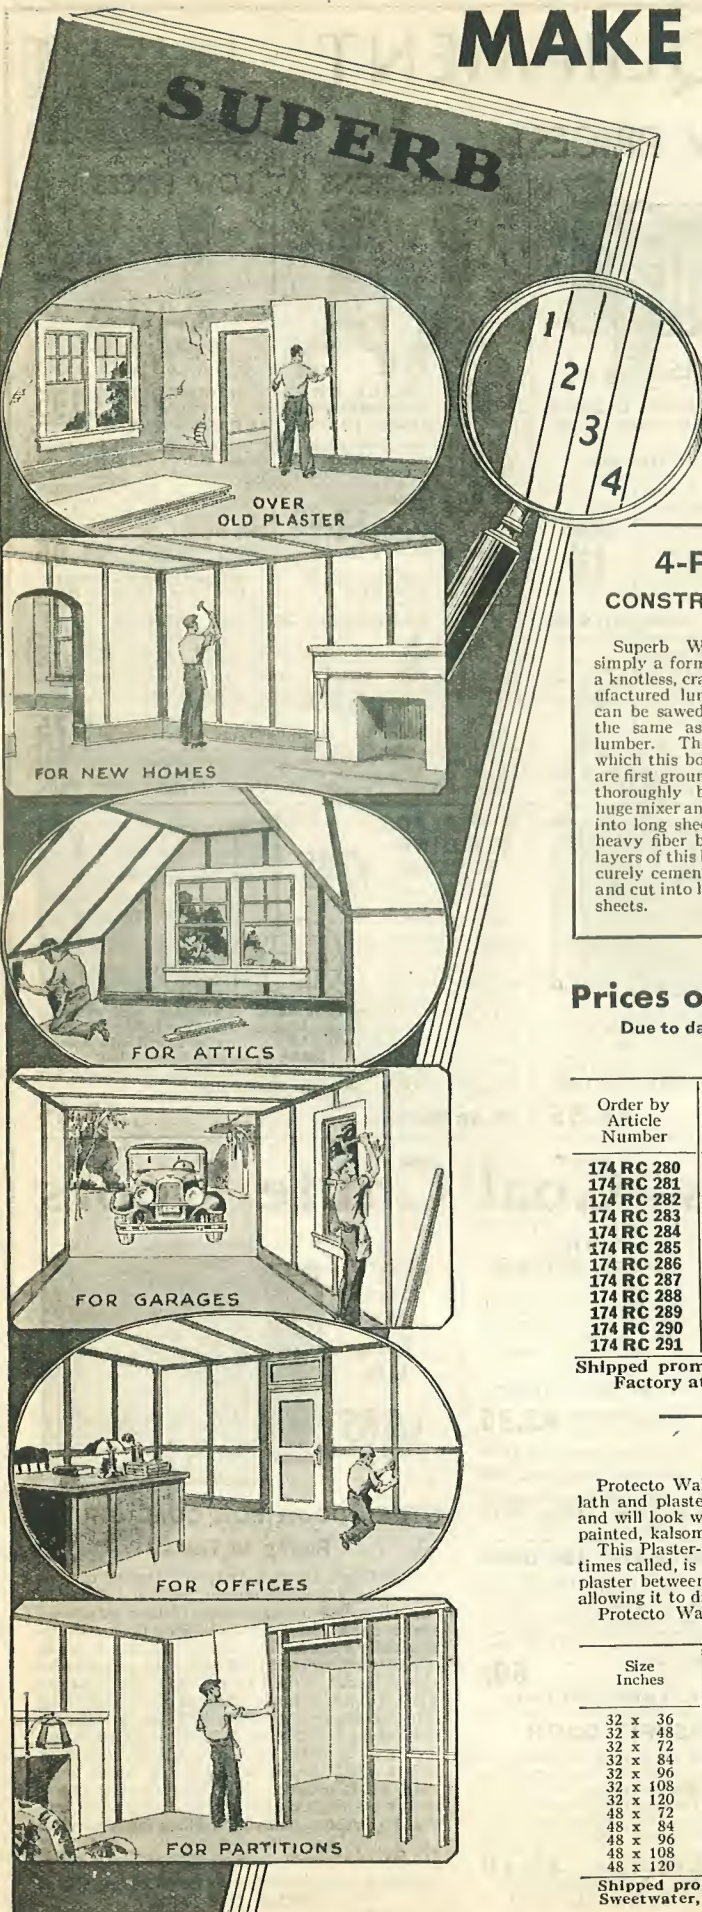 MAKE
SUPERB
1
2
3
4
OVER
OLD PLASTER
FOR NEW HOMES
FOR ATTICS
FOR GARAGES
FOR OFFICES
FOR PARTITIONS
4-P
CONSTR
Superb W
simply a form
a knotless, cra
ufactured lun
can be sawed
the same as
lumber. Th
which this bo
are first groun
thoroughly b
huge mixer an
into long shee
heavy fiber b
layers of this
curely cemen
and cut into
sheets.
Prices o
Due to da
Order by
Article
Number
174 RC 280
174 RC 281
174 RC 282
174 RC 283
174 RC 284
174 RC 285
174 RC 286
174 RC 287
174 RC 288
174 RC 289
174 RC 290
174 RC 291
Shipped prom
Factory at
Protecto Wa
lath and plaste
and will look w
painted, kalsom
This Plaster-
times called, is
plaster between
allowing it to d
Protecto Wa
Size
Inches
32 x 36
32 x 48
32 x 72
32 x 84
32 x 96
32 x 108
32 x 120
48 x 72
48 x 84
48 x 96
48 x 108
48 x 120
Shipped pro
Sweetwater,